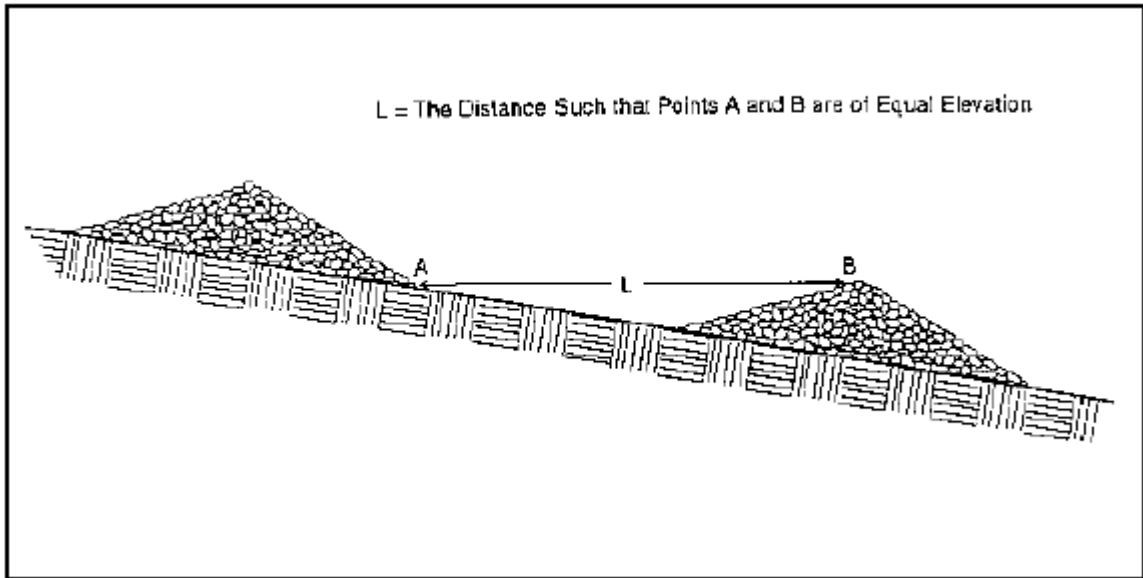 L = The Distance Such that Points A and B are of Equal Elevation
A
B
L